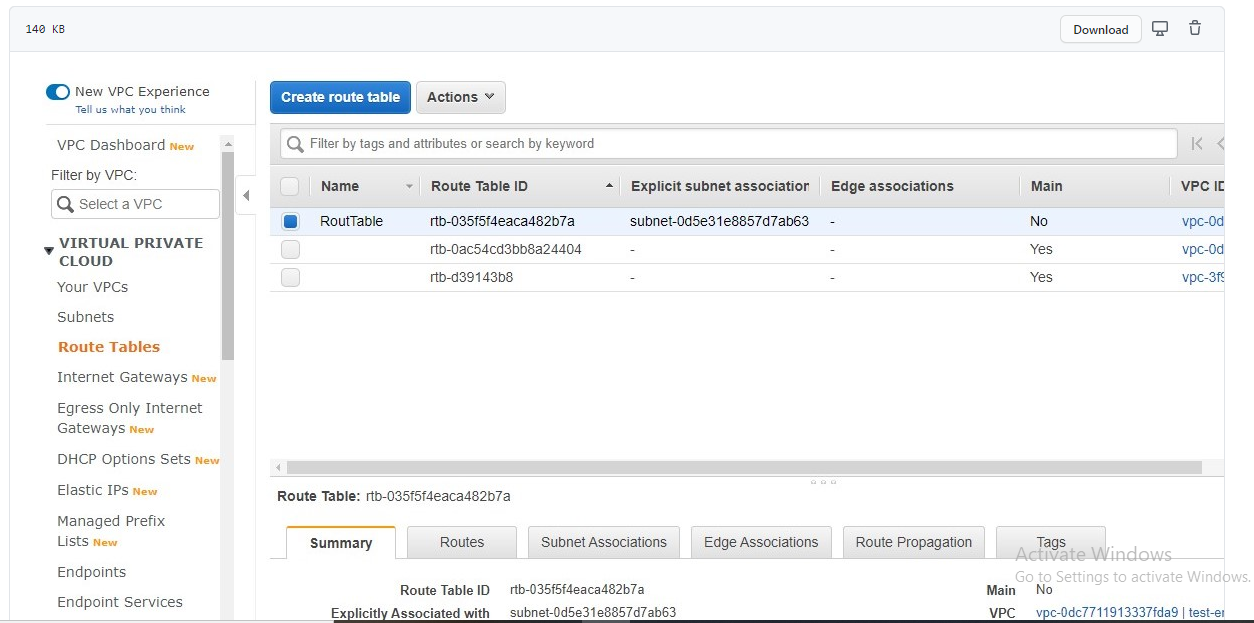 140 KB
Download
New VPC Experience
Tell us what you think
VPC Dashboard New
Filter by VPC:
Select a VPC
VIRTUAL PRIVATE
CLOUD
Your VPCs
Subnets
Route Tables
Internet Gateways New
Egress Only Internet
Gateways New
DHCP Options Sets New
Elastic IPs New
Managed Prefix
Lists New
Endpoints
Endpoint Services
Create route table Actions
Filter by tags and attributes or search by keyword
Name Route Table ID Explicit subnet association Edge associations Main VPC ID
RoutTable rtb-035f5f4eaca482b7a subnet-0d5e31e8857d7ab63 - No vpc-0d
rtb-0ac54cd3bb8a24404 - - Yes vpc-0d
rtb-d39143b8 - - Yes vpc-3f9
Route Table: rtb-035f5f4eaca482b7a
Summary Routes Subnet Associations Edge Associations Route Propagation Tags
Route Table ID rtb-035f5f4eaca482b7a Main No
Explicitly Associated with subnet-0d5e31e8857d7ab63 VPC vpc-0dc7711913337fda9 | test-er
Activate Windows
Go to Settings to activate Windows.